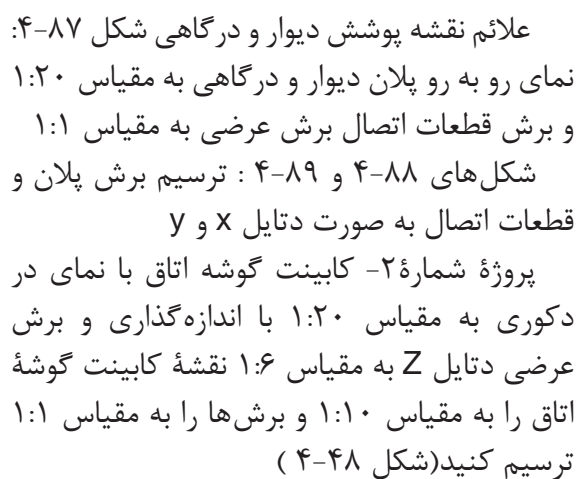 علائم نقشه پوشش دیوار و درگاهی شکل ۸۷-۴:
نمای رو به رو پلان دیوار و درگاهی به مقیاس ۱:۲۰
و برش قطعات اتصال برش عرضی به مقیاس ۱:۱
شکل‌های ۸۸-۴ و ۸۹-۴ : ترسیم برش پلان و
قطعات اتصال به صورت دتایل x و y
پروژهٔ شمارهٔ۲- کابینت گوشه اتاق با نمای در
دکوری به مقیاس ۱:۲۰ با اندازه‌گذاری و برش
عرضی دتایل Z به مقیاس ۱:۶ نقشهٔ کابینت گوشهٔ
اتاق را به مقیاس ۱:۱۰ و برش‌ها را به مقیاس ۱:۱
ترسیم کنید(شکل ۴۸-۴ )